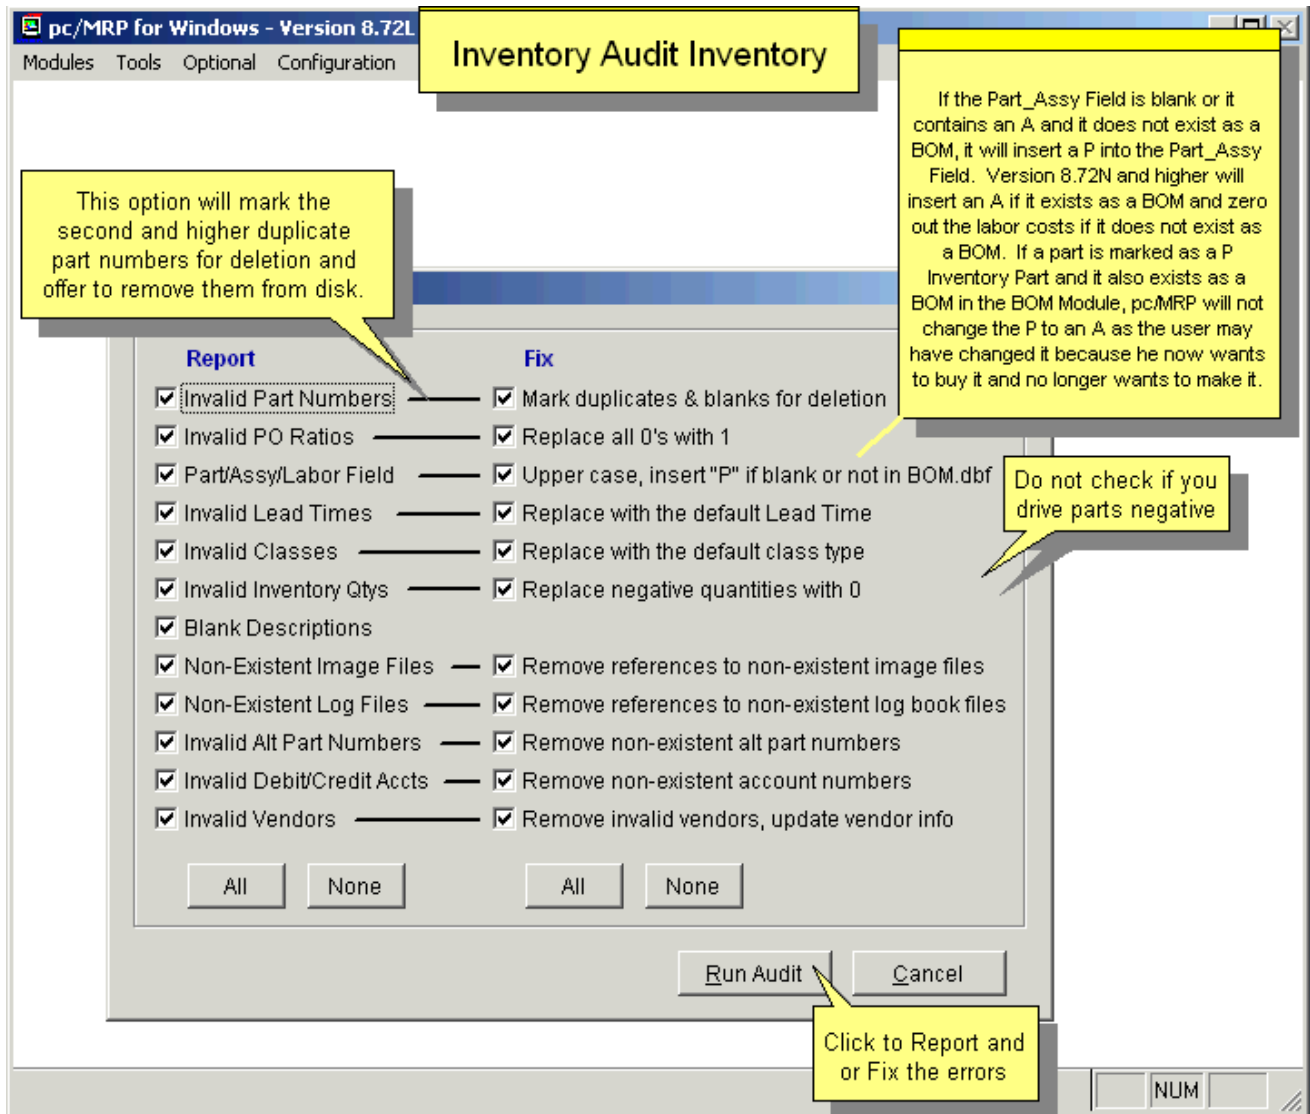 pc/MRP for Windows - Version 8.72L
Modules Tools Optional Configuration
Inventory Audit Inventory
If the Part_Assy Field is blank or it
contains an A and it does not exist as a
BOM, it will insert a P into the Part_Assy
Field. Version 8.72N and higher will
insert an A if it exists as a BOM and zero
out the labor costs if it does not exist as
a BOM. If a part is marked as a P
Inventory Part and it also exists as a
BOM in the BOM Module, pc/MRP will not
change the P to an A as the user may
have changed it because he now wants
to buy it and no longer wants to make it.
This option will mark the
second and higher duplicate
part numbers for deletion and
offer to remove them from disk.
Report Fix
Invalid Part Numbers Mark duplicates & blanks for deletion
Invalid PO Ratios Replace all 0's with 1
Part/Assy/Labor Field Upper case, insert "P" if blank or not in BOM.dbf
Do not check if you
drive parts negative
Invalid Lead Times Replace with the default Lead Time
Invalid Classes Replace with the default class type
Invalid Inventory Qtys Replace negative quantities with 0
Blank Descriptions
Non-Existent Image Files Remove references to non-existent image files
Non-Existent Log Files Remove references to non-existent log book files
Invalid Alt Part Numbers Remove non-existent alt part numbers
Invalid Debit/Credit Accts Remove non-existent account numbers
Invalid Vendors Remove invalid vendors, update vendor info
All None All None
Run Audit Cancel
Click to Report and
or Fix the errors
NUM